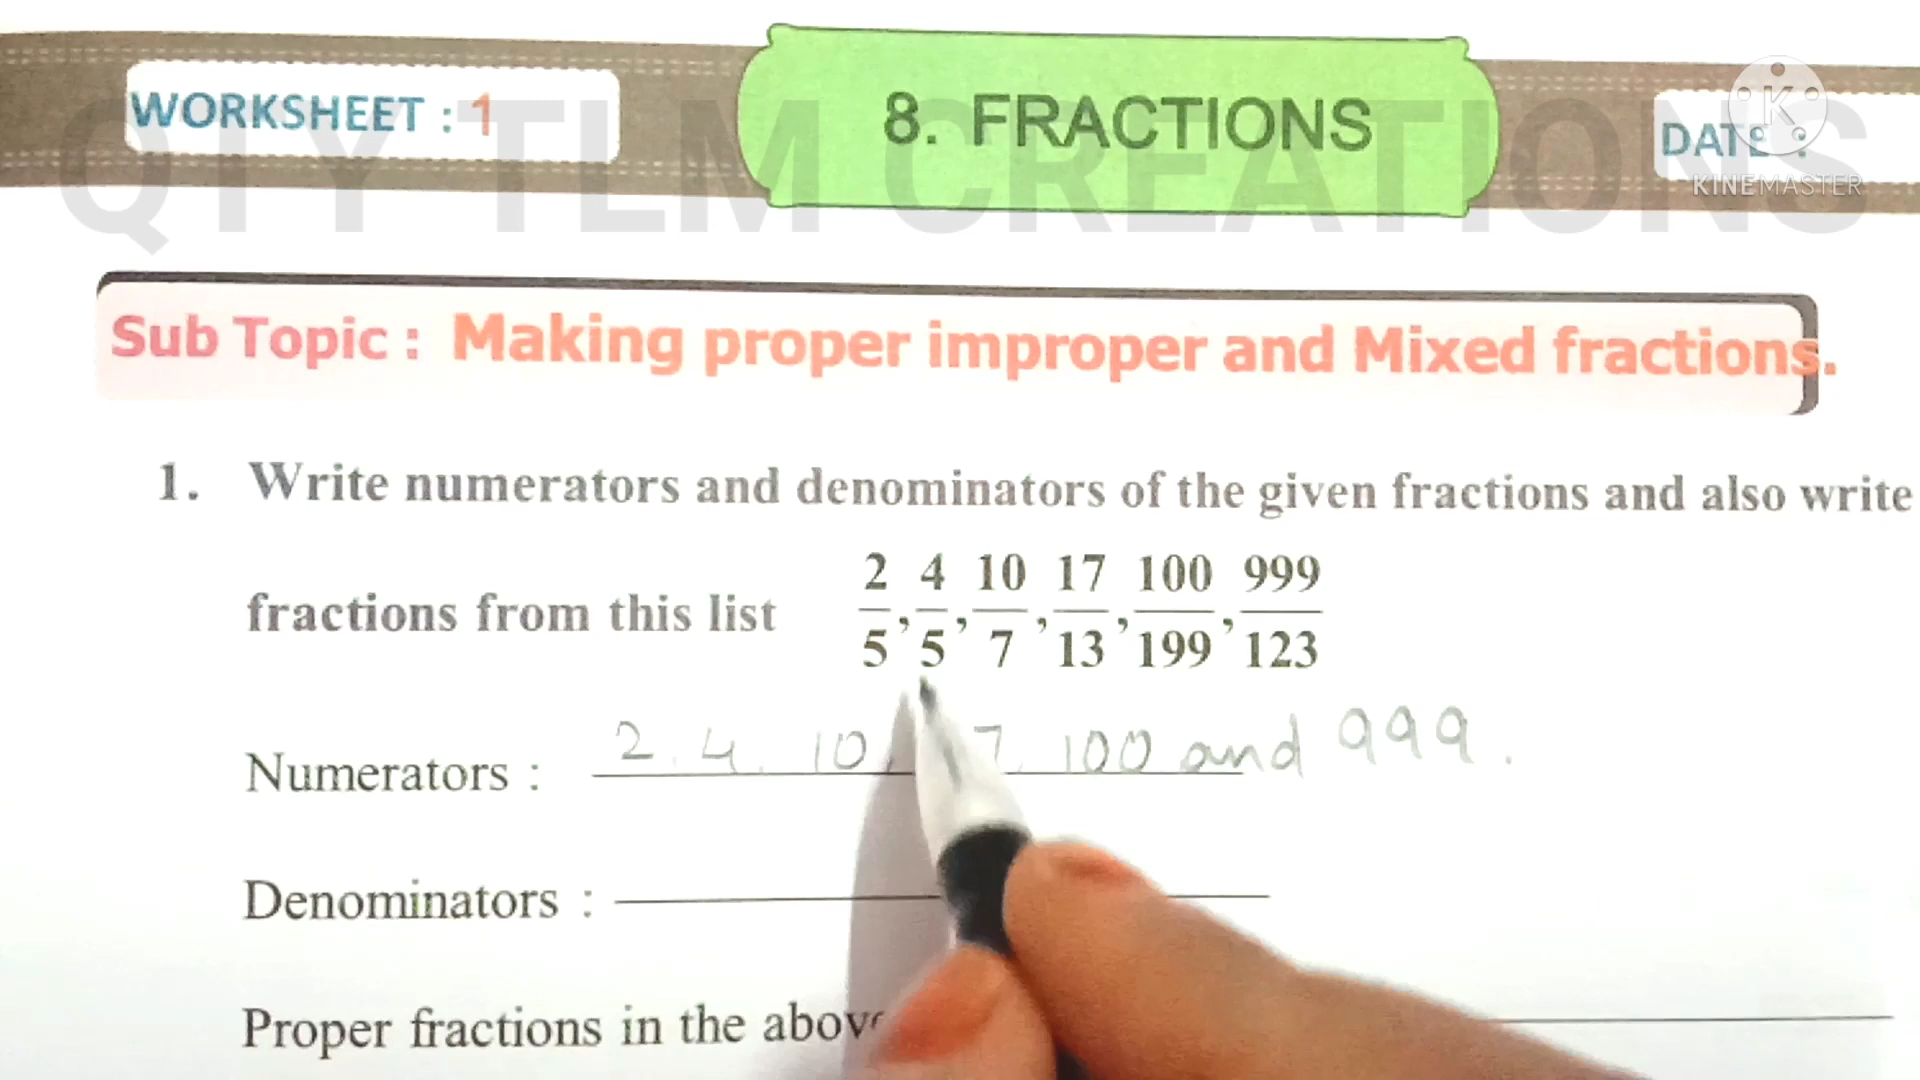 WORKSHEET : 1
8. FRACTIONS
DATE :
QTY TLM CREATIONS
KINEMASTER
Sub Topic : Making proper improper and Mixed fractions.
1. Write numerators and denominators of the given fractions and also write
fractions from this list 2/5, 4/5, 10/7, 17/13, 100/199, 999/123
Numerators : 2, 4, 10, 7, 100 and 999.
Denominators :
Proper fractions in the above